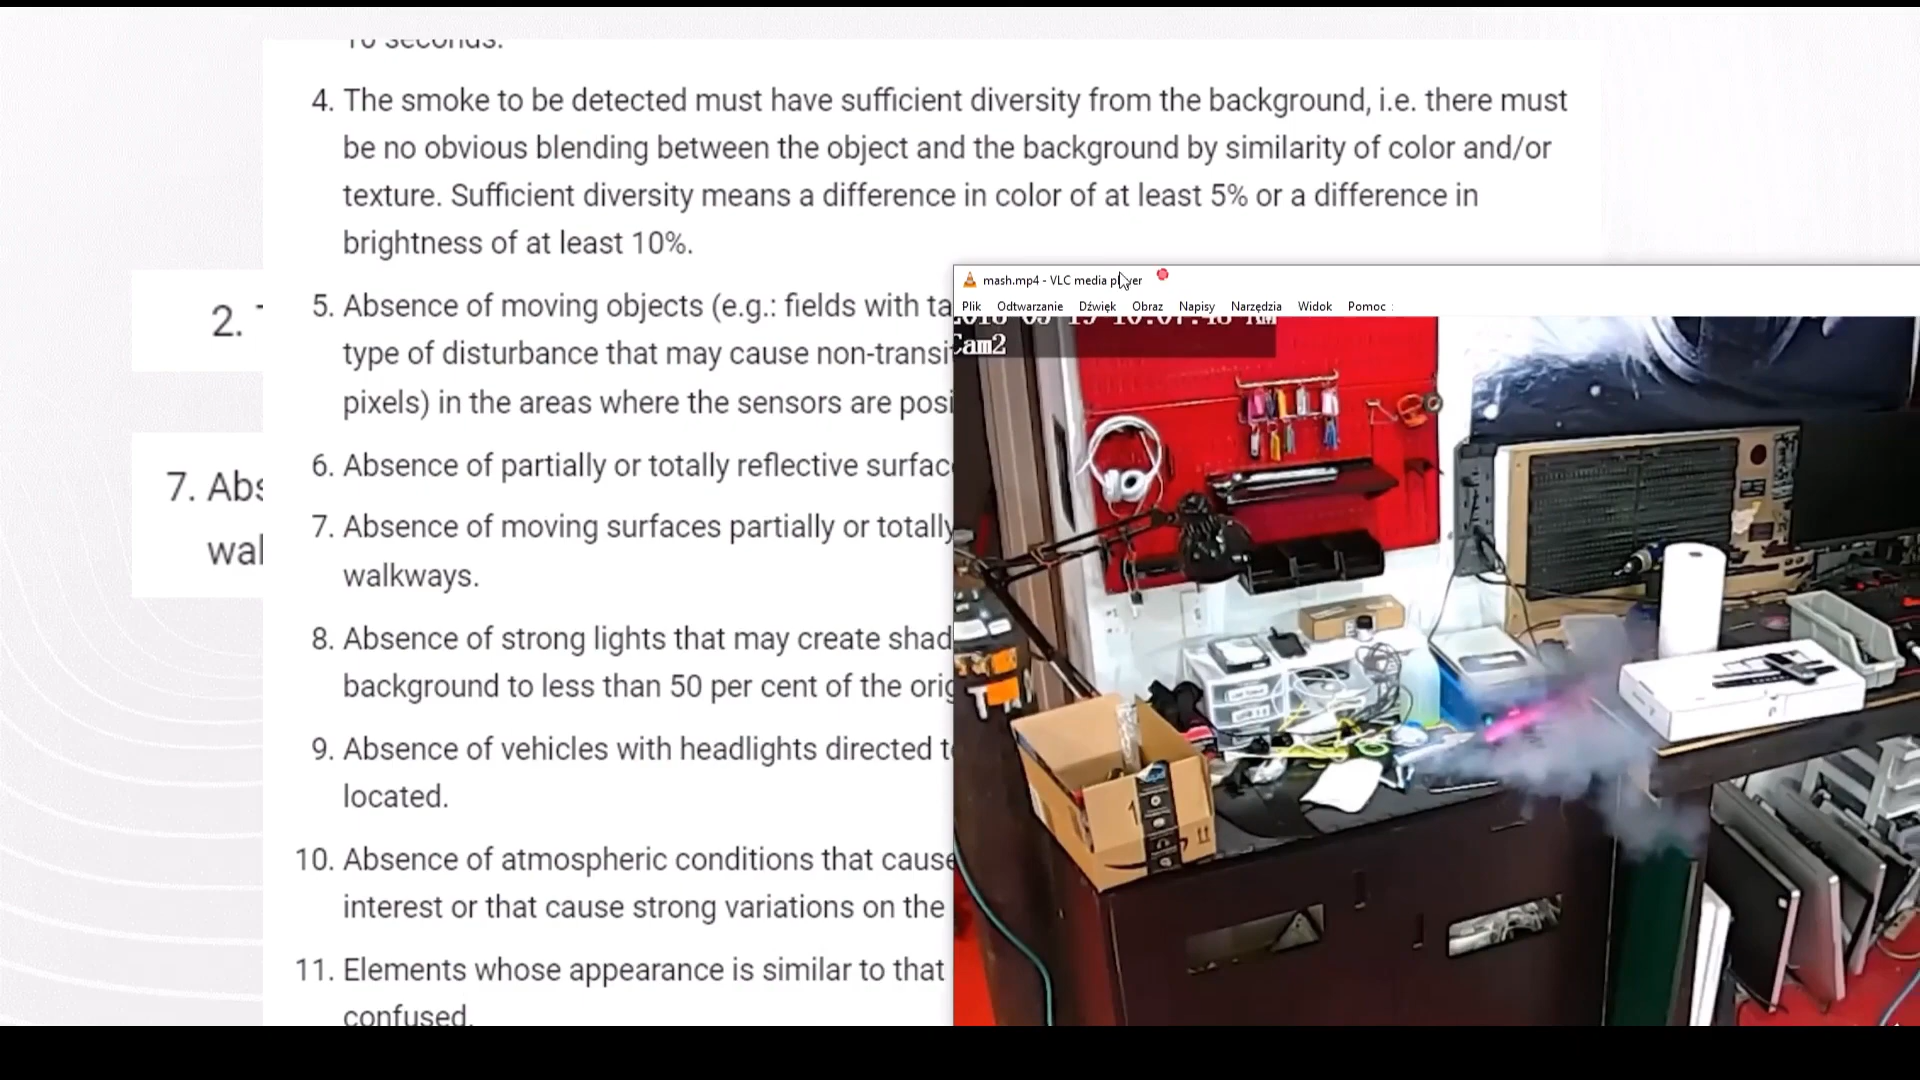 10 seconds.
4. The smoke to be detected must have sufficient diversity from the background, i.e. there must
be no obvious blending between the object and the background by similarity of color and/or
texture. Sufficient diversity means a difference in color of at least 5% or a difference in
brightness of at least 10%.
2.
5. Absence of moving objects (e.g.: fields with ta
type of disturbance that may cause non-transi
pixels) in the areas where the sensors are posi
6. Absence of partially or totally reflective surfac
7. Abs
wal
7. Absence of moving surfaces partially or totally
walkways.
8. Absence of strong lights that may create shad
background to less than 50 per cent of the orig
9. Absence of vehicles with headlights directed t
located.
10. Absence of atmospheric conditions that cause
interest or that cause strong variations on the
11. Elements whose appearance is similar to that
confused.
mash.mp4 - VLC media player
Plik Odtwarzanie Dźwięk Obraz Napisy Narzędzia Widok Pomoc
Cam2